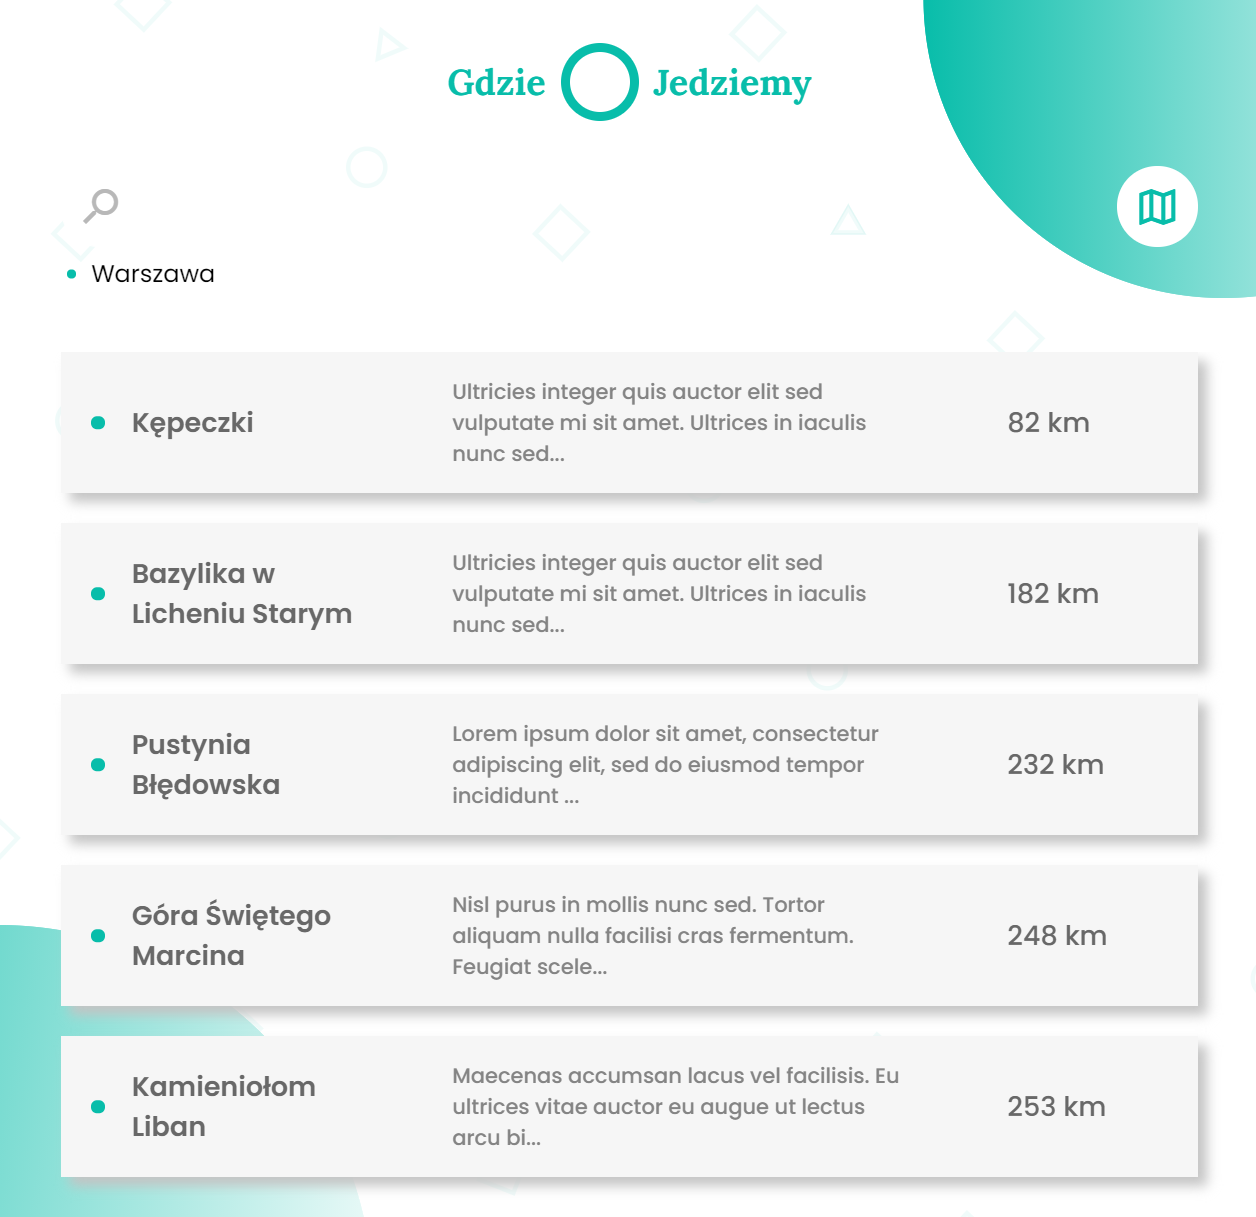 Gdzie Jedziemy
Warszawa
Kępeczki
Ultricies integer quis auctor elit sed
vulputate mi sit amet. Ultrices in iaculis
nunc sed...
82 km
Bazylika w
Licheniu Starym
Ultricies integer quis auctor elit sed
vulputate mi sit amet. Ultrices in iaculis
nunc sed...
182 km
Pustynia
Błędowska
Lorem ipsum dolor sit amet, consectetur
adipiscing elit, sed do eiusmod tempor
incididunt ...
232 km
Góra Świętego
Marcina
Nisl purus in mollis nunc sed. Tortor
aliquam nulla facilisi cras fermentum.
Feugiat scele...
248 km
Kamieniołom
Liban
Maecenas accumsan lacus vel facilisis. Eu
ultrices vitae auctor eu augue ut lectus
arcu bi...
253 km